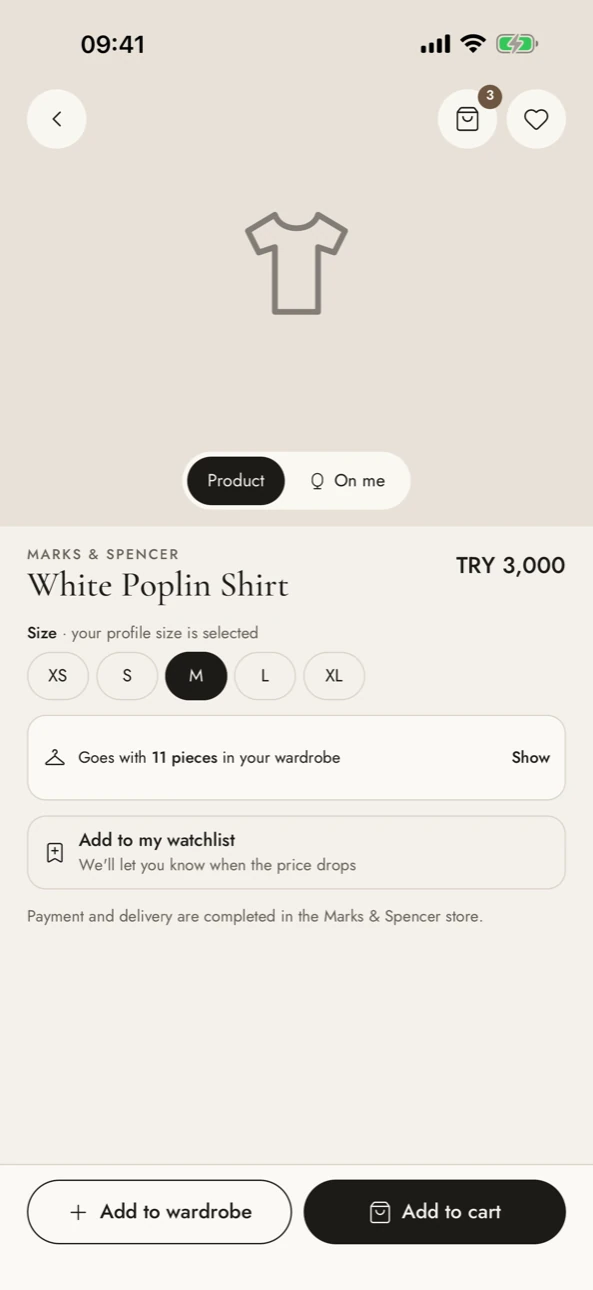 09:41
3
Product
On me
MARKS & SPENCER
White Poplin Shirt
TRY 3,000
Size · your profile size is selected
XS
S
M
L
XL
Goes with 11 pieces in your wardrobe
Show
Add to my watchlist
We'll let you know when the price drops
Payment and delivery are completed in the Marks & Spencer store.
Add to wardrobe
Add to cart